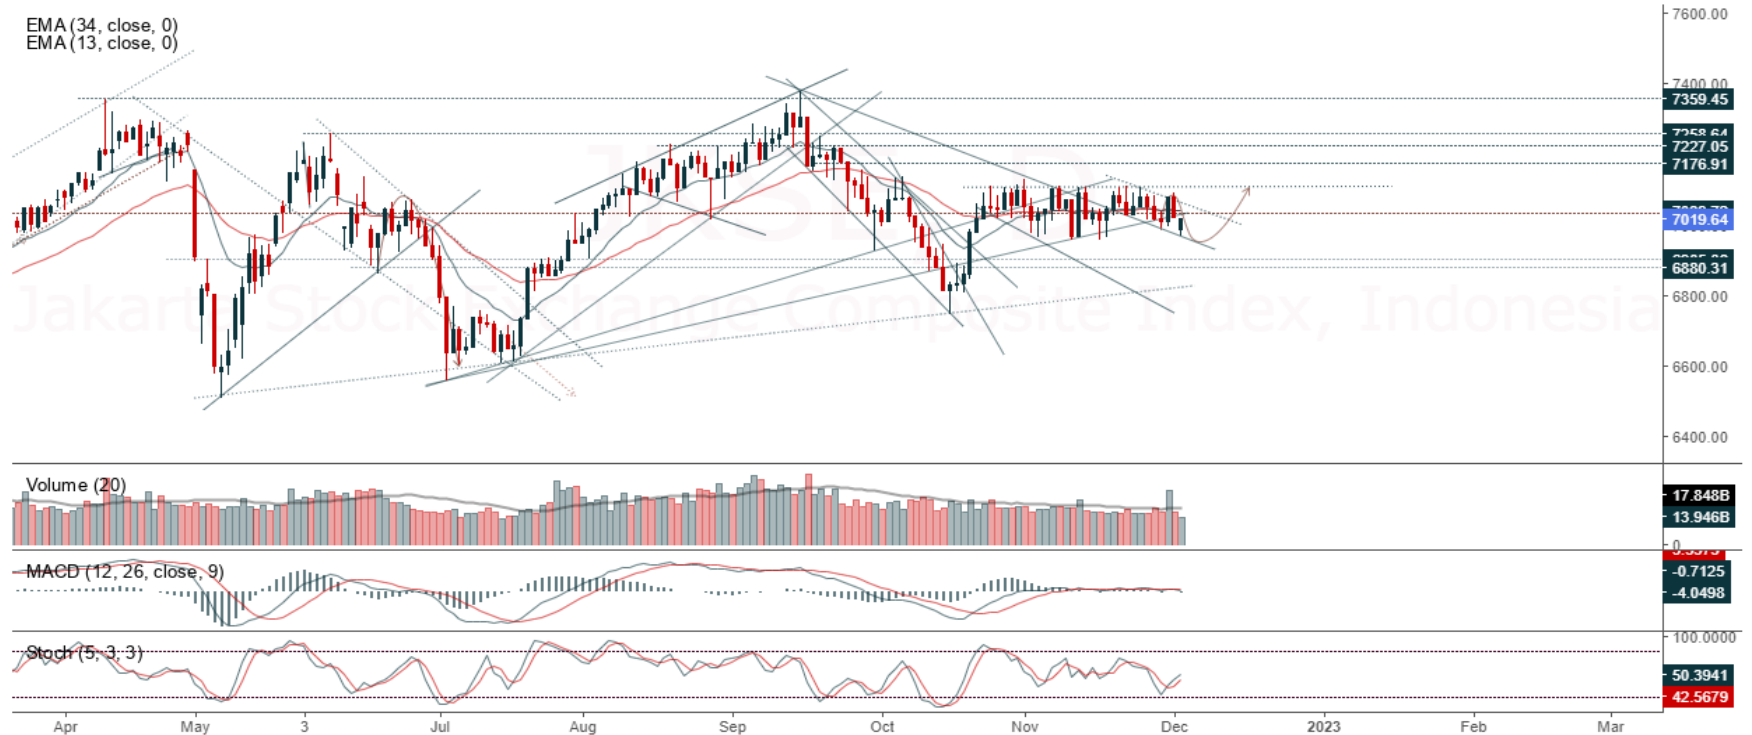 EMA (34, close, 0)
EMA (13, close, 0)
7600.00
7400.00
7359.45
7258.64
7227.05
7176.91
7019.64
6880.31
6800.00
6600.00
6400.00
Jakarta Stock Exchange Composite Index, Indonesia
Volume (20)
17.848B
13.946B
0
MACD (12, 26, close, 9)
-0.7125
-4.0498
Stoch (5, 3, 3)
100.0000
50.3941
42.5679
Apr May 3 Jul Aug Sep Oct Nov Dec 2023 Feb Mar